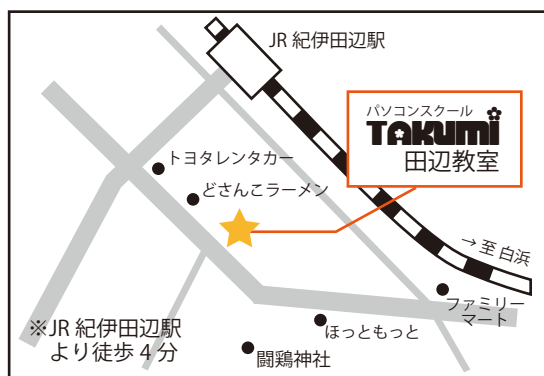 JR 紀伊田辺駅
パソコンスクール
TAKUMI
田辺教室
トヨタレンタカー
どさんこラーメン
→ 至 白浜
ファミリー
マート
ほっともっと
闘鶏神社
※JR 紀伊田辺駅
より徒歩 4 分